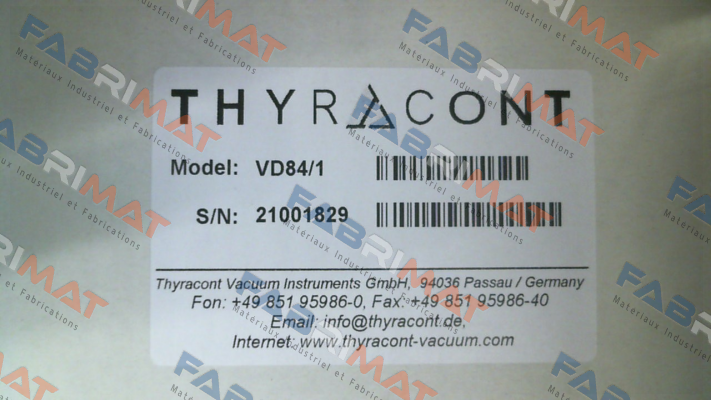 THYRACONT
Model: VD84/1
S/N: 21001829
Thyracont Vacuum Instruments GmbH, 94036 Passau / Germany
Fon: +49 851 95986-0, Fax: +49 851 95986-40
Email: info@thyracont.de,
Internet: www.thyracont-vacuum.com
FABRIMAT
Matériaux Industriel et Fabrications